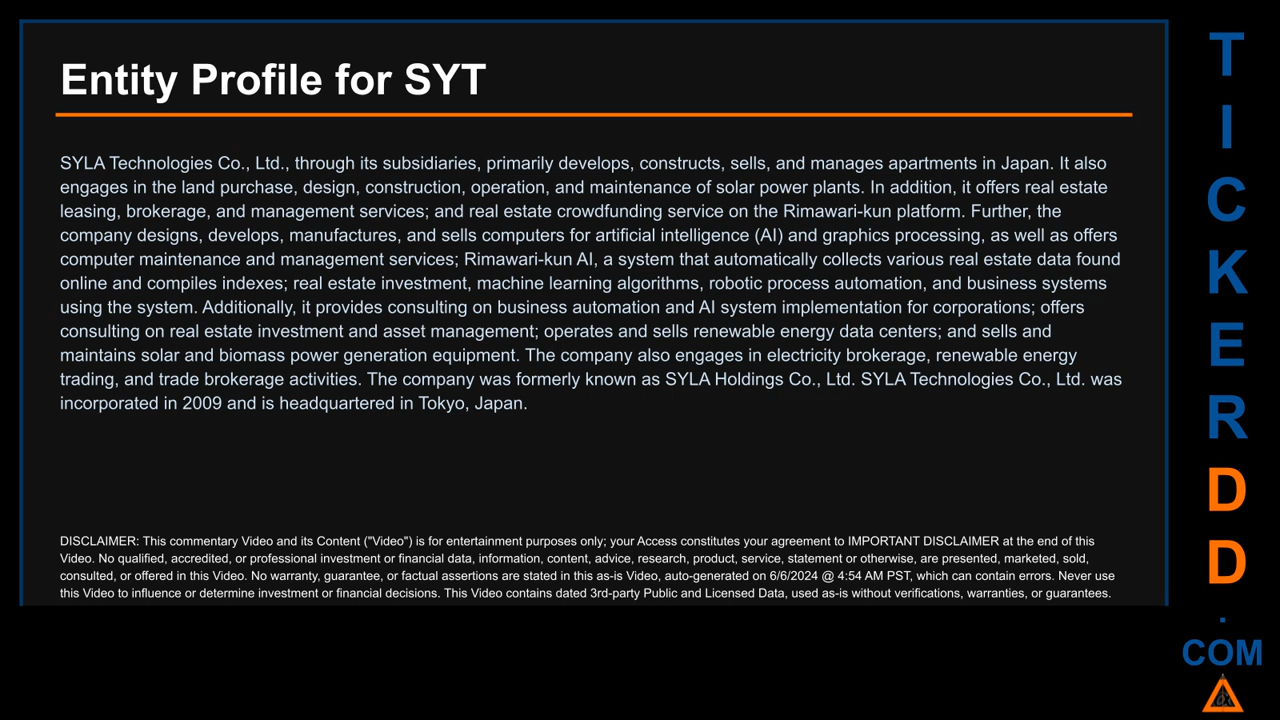 Entity Profile for SYT
SYLA Technologies Co., Ltd., through its subsidiaries, primarily develops, constructs, sells, and manages apartments in Japan. It also
engages in the land purchase, design, construction, operation, and maintenance of solar power plants. In addition, it offers real estate
leasing, brokerage, and management services; and real estate crowdfunding service on the Rimawari-kun platform. Further, the
company designs, develops, manufactures, and sells computers for artificial intelligence (AI) and graphics processing, as well as offers
computer maintenance and management services; Rimawari-kun AI, a system that automatically collects various real estate data found
online and compiles indexes; real estate investment, machine learning algorithms, robotic process automation, and business systems
using the system. Additionally, it provides consulting on business automation and AI system implementation for corporations; offers
consulting on real estate investment and asset management; operates and sells renewable energy data centers; and sells and
maintains solar and biomass power generation equipment. The company also engages in electricity brokerage, renewable energy
trading, and trade brokerage activities. The company was formerly known as SYLA Holdings Co., Ltd. SYLA Technologies Co., Ltd. was
incorporated in 2009 and is headquartered in Tokyo, Japan.
DISCLAIMER: This commentary Video and its Content ("Video") is for entertainment purposes only; your Access constitutes your agreement to IMPORTANT DISCLAIMER at the end of this
Video. No qualified, accredited, or professional investment or financial data, information, content, advice, research, product, service, statement or otherwise, are presented, marketed, sold,
consulted, or offered in this Video. No warranty, guarantee, or factual assertions are stated in this as-is Video, auto-generated on 6/6/2024 @ 4:54 AM PST, which can contain errors. Never use
this Video to influence or determine investment or financial decisions. This Video contains dated 3rd-party Public and Licensed Data, used as-is without verifications, warranties, or guarantees.
T
I
C
K
E
R
D
D
.
COM